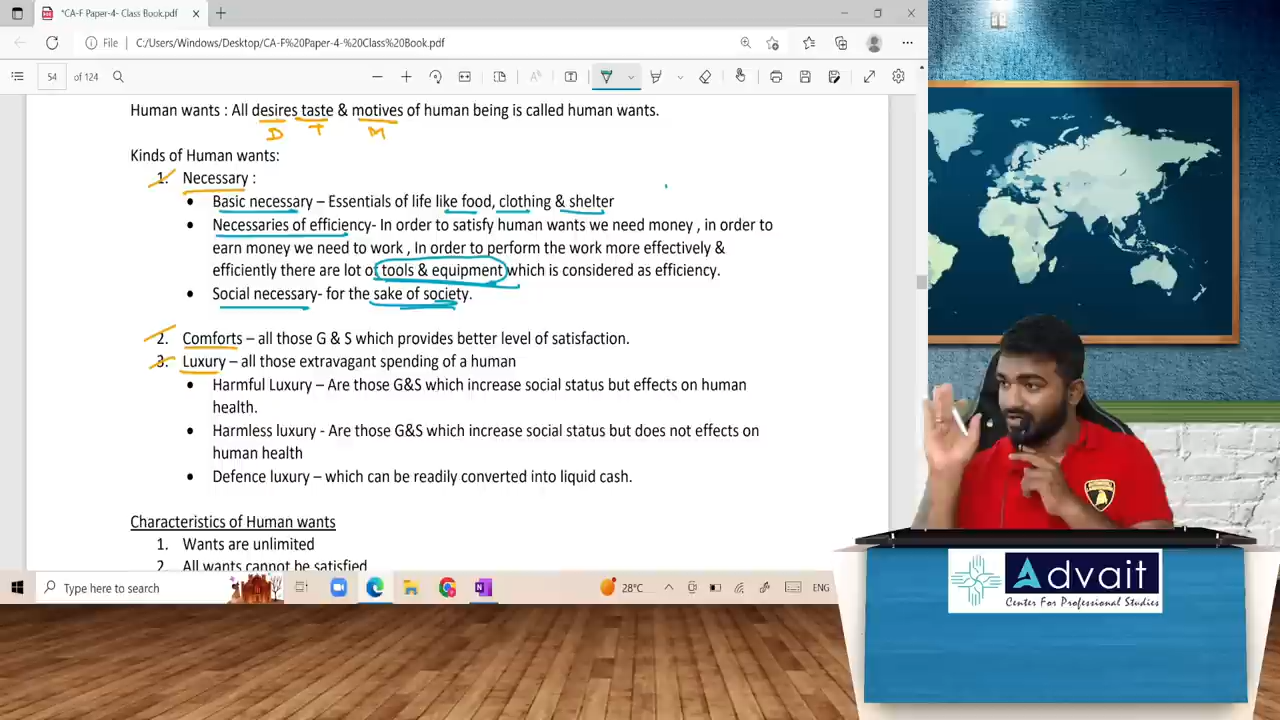 *CA-F Paper-4- Class Book.pdf
File
C:/Users/Windows/Desktop/CA-F%20Paper-4-%20Class%20Book.pdf
54 of 124
Human wants : All desires taste & motives of human being is called human wants.
D T M
Kinds of Human wants:
1. Necessary :
• Basic necessary – Essentials of life like food, clothing & shelter
• Necessaries of efficiency- In order to satisfy human wants we need money , in order to
earn money we need to work , In order to perform the work more effectively &
efficiently there are lot of tools & equipment which is considered as efficiency.
• Social necessary- for the sake of society.
2. Comforts – all those G & S which provides better level of satisfaction.
3. Luxury – all those extravagant spending of a human
• Harmful Luxury – Are those G&S which increase social status but effects on human
health.
• Harmless luxury - Are those G&S which increase social status but does not effects on
human health
• Defence luxury – which can be readily converted into liquid cash.
Characteristics of Human wants
1. Wants are unlimited
2. All wants cannot be satisfied
Type here to search
28°C
ENG
Advait
Center For Professional Studies